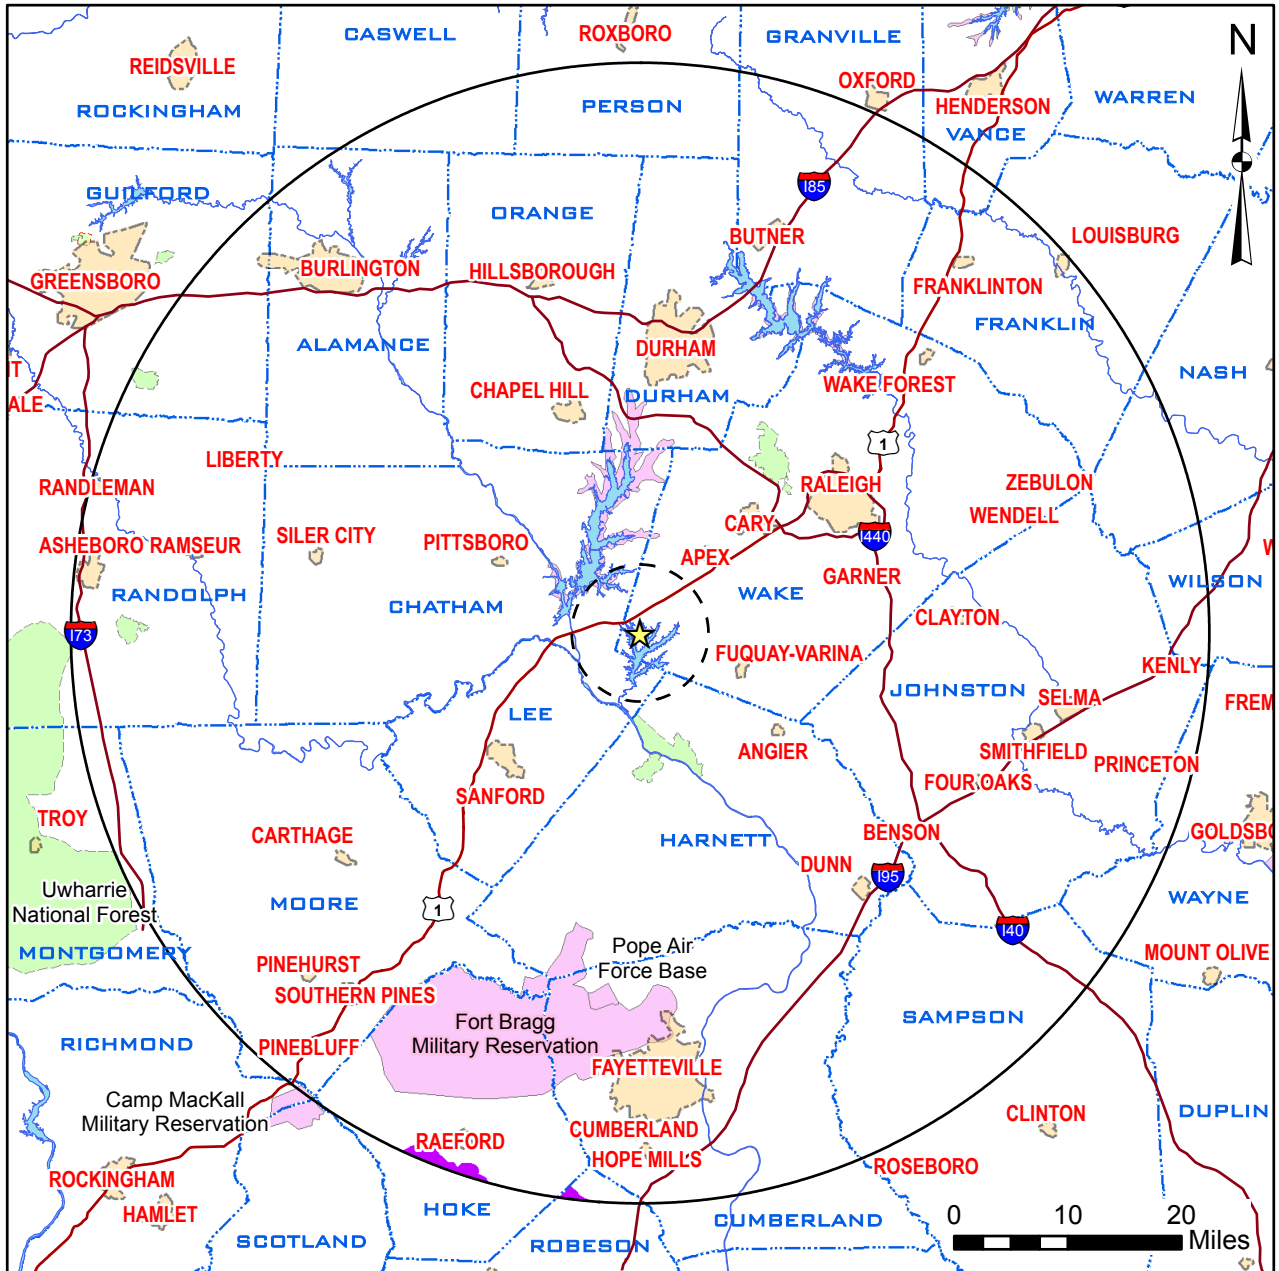 CASWELL
ROXBORO
GRANVILLE
N
REIDSVILLE
OXFORD
ROCKINGHAM
PERSON
HENDERSON
WARREN
VANCE
I85
GUILFORD
ORANGE
BUTNER
LOUISBURG
GREENSBORO
BURLINGTON
HILLSBOROUGH
FRANKLINTON
FRANKLIN
ALAMANCE
DURHAM
IT
NASH
CHAPEL HILL
DURHAM
WAKE FOREST
ALE
1
LIBERTY
RANDLEMAN
RALEIGH
ZEBULON
WENDELL
CARY
SILER CITY
PITTSBORO
I440
ASHEBORO
RAMSEUR
APEX
W
GARNER
WILSON
RANDOLPH
CHATHAM
WAKE
CLAYTON
I73
FUQUAY-VARINA
KENLY
JOHNSTON
SELMA
FREM
LEE
ANGIER
SMITHFIELD
PRINCETON
FOUR OAKS
SANFORD
TROY
CARTHAGE
HARNETT
BENSON
GOLDSBO
DUNN
I95
Uwharrie
National Forest
MOORE
1
WAYNE
I40
MONTGOMERY
Pope Air
Force Base
MOUNT OLIVE
PINEHURST
SOUTHERN PINES
Fort Bragg
Military Reservation
SAMPSON
RICHMOND
PINEBLUFF
FAYETTEVILLE
Camp MacKall
Military Reservation
CLINTON
DUPLIN
RAEFORD
CUMBERLAND
HOPE MILLS
ROSEBORO
ROCKINGHAM
HAMLET
HOKE
CUMBERLAND
0 10 20
Miles
SCOTLAND
ROBESON